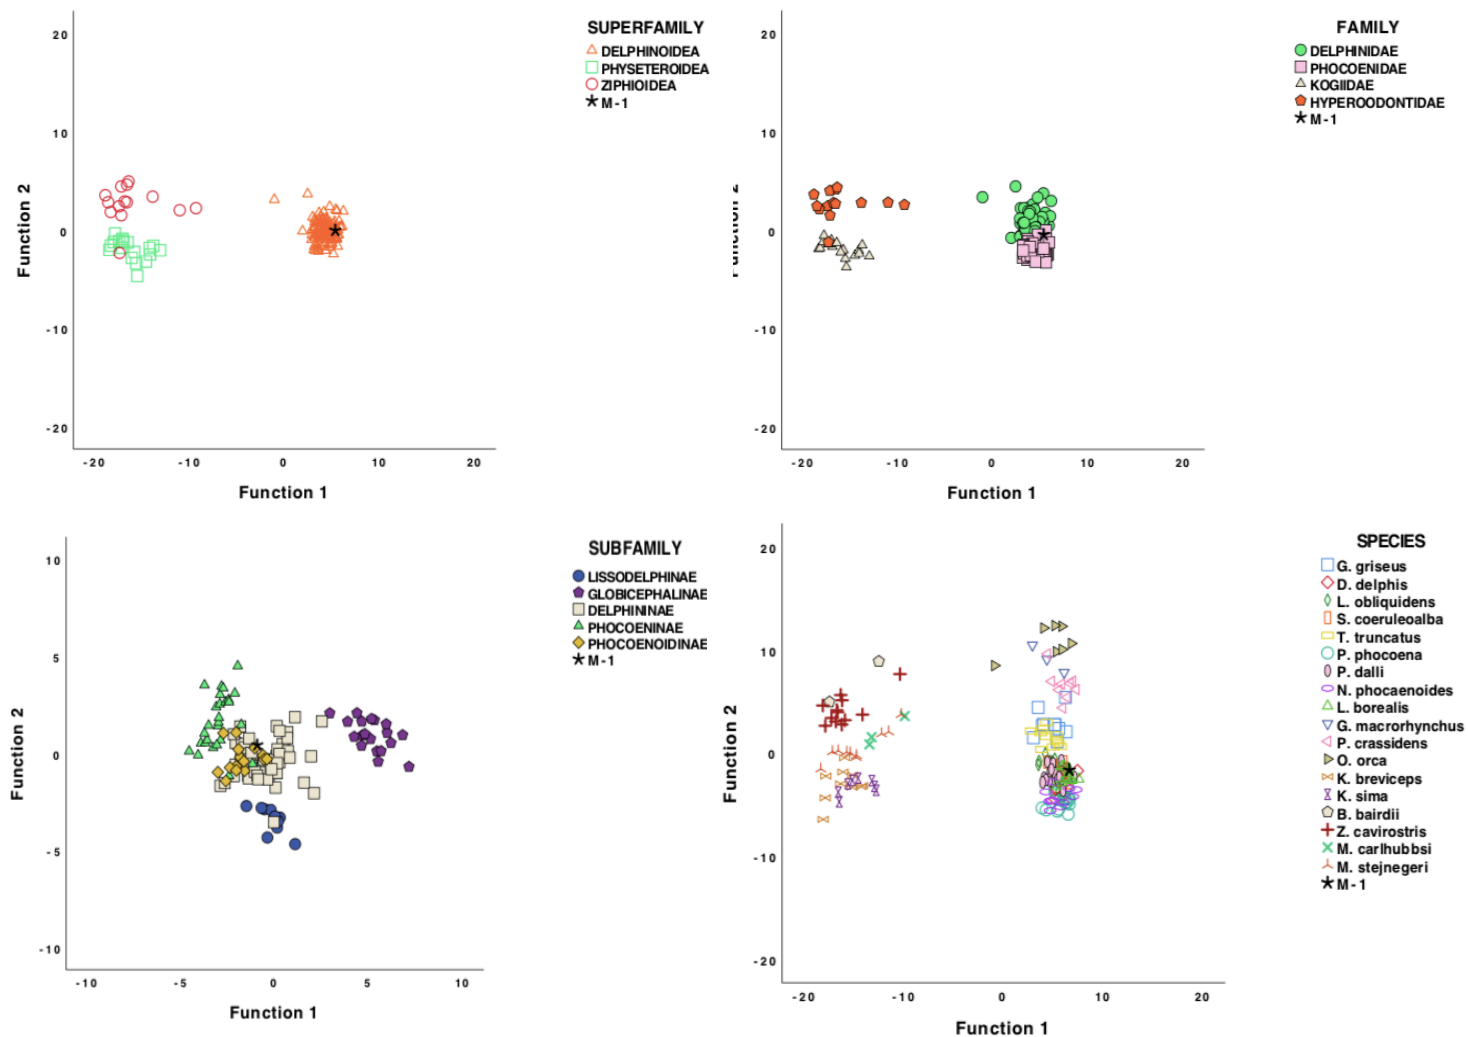 20
10
0
-10
-20
-20
-10
0
10
20
Function 1
Function 2
SUPERFAMILY
DELPHINOIDEA
PHYSETEROIDEA
ZIPHIOIDEA
M-1
20
10
0
-10
-20
-20
-10
0
10
20
Function 1
Function 2
FAMILY
DELPHINIDAE
PHOCOENIDAE
KOGIIDAE
HYPEROODONTIDAE
M-1
10
5
0
-5
-10
-10
-5
0
5
10
Function 1
Function 2
SUBFAMILY
LISSODELPHINAE
GLOBICEPHALINAE
DELPHININAE
PHOCOENINAE
PHOCOENOIDINAE
M-1
20
10
0
-10
-20
-20
-10
0
10
20
Function 1
Function 2
SPECIES
G. griseus
D. delphis
L. obliquidens
S. coeruleoalba
T. truncatus
P. phocoena
P. dalli
N. phocaenoides
L. borealis
G. macrorhynchus
P. crassidens
O. orca
K. breviceps
K. sima
B. bairdii
Z. cavirostris
M. carlhubbsi
M. stejnegeri
M-1